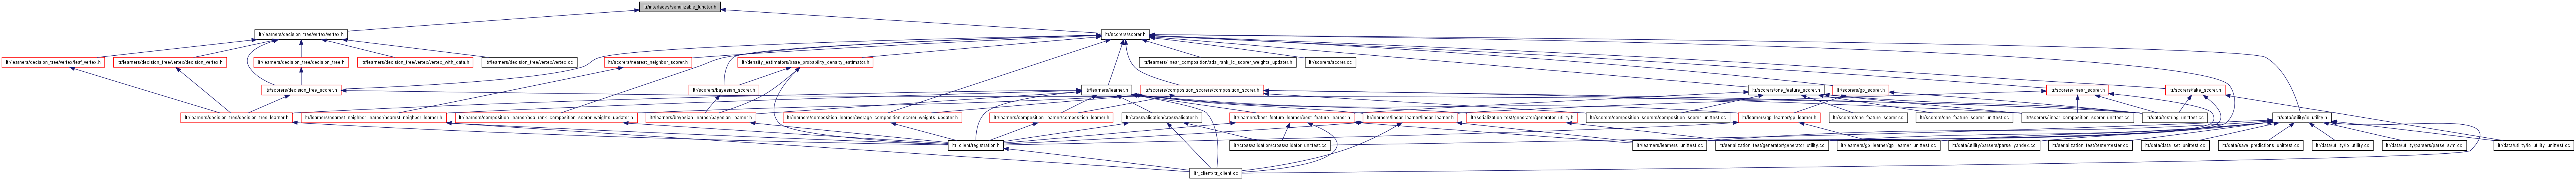 ltr/interfaces/serializable_functor.h
ltr/learners/decision_tree/vertex/vertex.h
ltr/scorers/scorer.h
ltr/learners/decision_tree/vertex/leaf_vertex.h
ltr/learners/decision_tree/vertex/decision_vertex.h
ltr/learners/decision_tree/decision_tree.h
ltr/learners/decision_tree/vertex/vertex_with_data.h
ltr/learners/decision_tree/vertex/vertex.cc
ltr/scorers/nearest_neighbor_scorer.h
ltr/density_estimators/base_probability_density_estimator.h
ltr/learners/linear_composition/ada_rank_lc_scorer_weights_updater.h
ltr/scorers/scorer.cc
ltr/scorers/decision_tree_scorer.h
ltr/scorers/bayesian_scorer.h
ltr/learners/learner.h
ltr/scorers/composition_scorers/composition_scorer.h
ltr/scorers/one_feature_scorer.h
ltr/scorers/gp_scorer.h
ltr/scorers/linear_scorer.h
ltr/scorers/fake_scorer.h
ltr/learners/decision_tree/decision_tree_learner.h
ltr/learners/nearest_neighbor_learner/nearest_neighbor_learner.h
ltr/learners/composition_learner/ada_rank_composition_scorer_weights_updater.h
ltr/learners/bayesian_learner/bayesian_learner.h
ltr/learners/composition_learner/average_composition_scorer_weights_updater.h
ltr/learners/composition_learner/composition_learner.h
ltr/crossvalidation/crossvalidator.h
ltr/learners/best_feature_learner/best_feature_learner.h
ltr/learners/linear_learner/linear_learner.h
ltr/serialization_test/generator/generator_utility.h
ltr/scorers/composition_scorers/composition_scorer_unittest.cc
ltr/learners/gp_learner/gp_learner.h
ltr/scorers/one_feature_scorer.cc
ltr/scorers/one_feature_scorer_unittest.cc
ltr/scorers/linear_composition_scorer_unittest.cc
ltr/data/tostring_unittest.cc
ltr/data/utility/io_utility.h
ltr_client/registration.h
ltr/crossvalidation/crossvalidator_unittest.cc
ltr/learners/learners_unittest.cc
ltr/serialization_test/generator/generator_utility.cc
ltr/learners/gp_learner/gp_learner_unittest.cc
ltr/data/utility/parsers/parse_yandex.cc
ltr/serialization_test/tester/tester.cc
ltr/data/data_set_unittest.cc
ltr/data/save_predictions_unittest.cc
ltr/data/utility/io_utility.cc
ltr/data/utility/parsers/parse_svm.cc
ltr/data/utility/io_utility_unittest.cc
ltr_client/ltr_client.cc